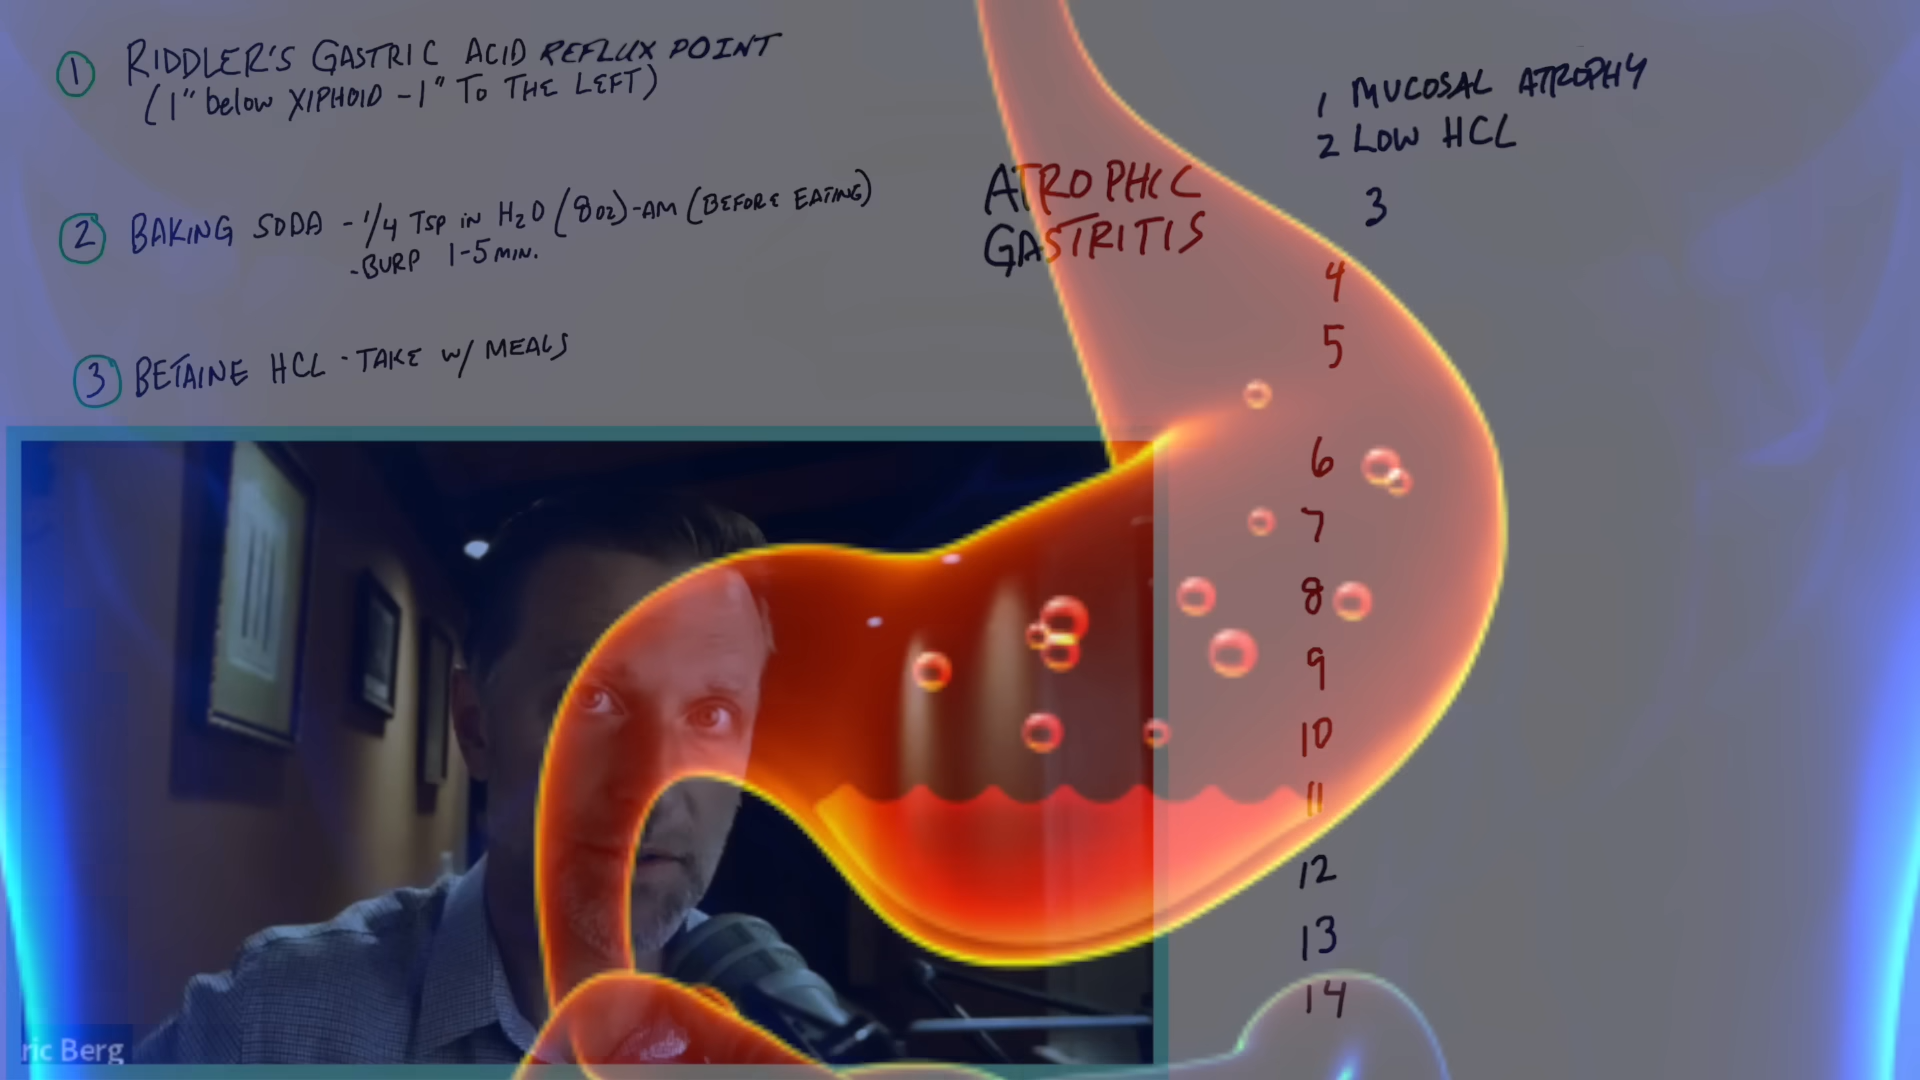 1 RIDDLER'S GASTRIC ACID REFLUX POINT
(1" below XIPHOID - 1" TO THE LEFT)
2 BAKING SODA - 1/4 TSP IN H2O (8 OZ) - AM (BEFORE EATING)
- BURP 1-5 MIN.
3 BETAINE HCL - TAKE W/ MEALS
ATROPHIC
GASTRITIS
1 MUCOSAL ATROPHY
2 LOW HCL
3
4
5
6
7
8
9
10
11
12
13
14
ric Berg